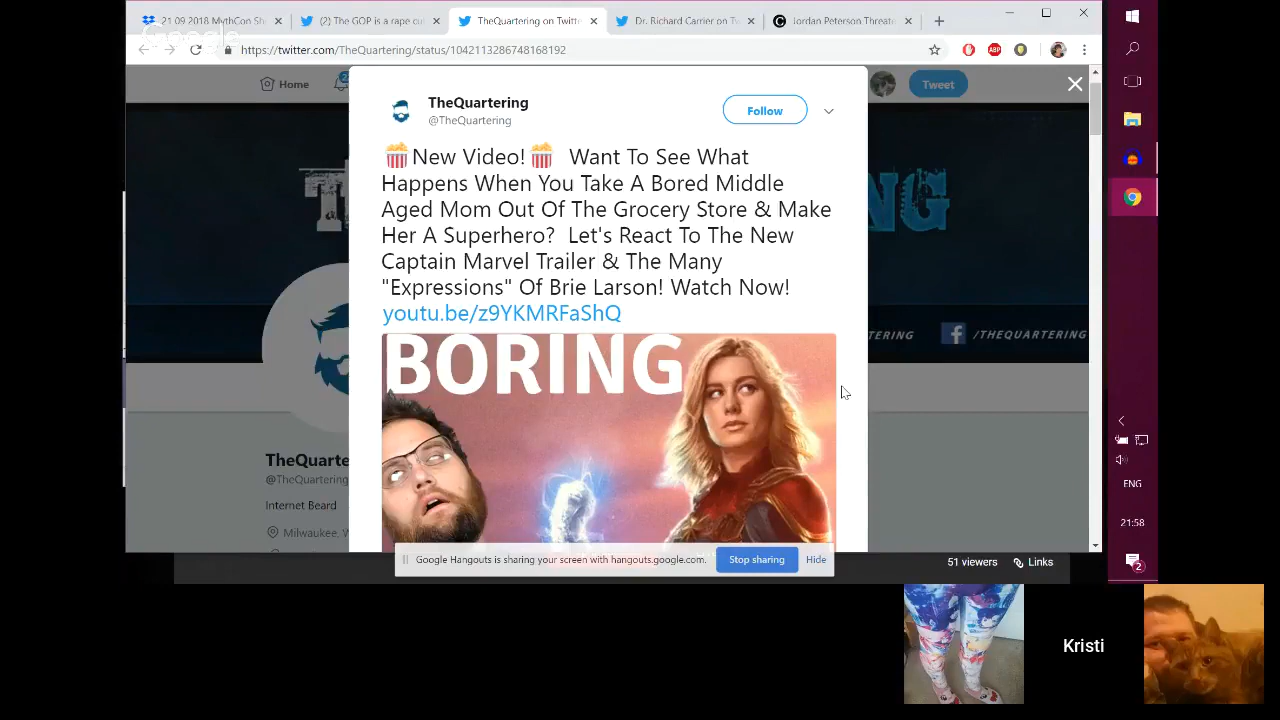 21 09 2018 MythCon Sh
(2) The GOP is a rape cu
TheQuartering on Twitte
Dr. Richard Carrier on Tw
Jordan Peterson Threate
Google
https://twitter.com/TheQuartering/status/1042113286748168192
ABP
Home
Tweet
TheQuartering
@TheQuartering
Follow
New Video! Want To See What
Happens When You Take A Bored Middle
Aged Mom Out Of The Grocery Store & Make
Her A Superhero? Let's React To The New
Captain Marvel Trailer & The Many
"Expressions" Of Brie Larson! Watch Now!
youtu.be/z9YKMRFaShQ
BORING
/THEQUARTERING
TheQuarte
@TheQuartering
Internet Beard
Milwaukee, W
Google Hangouts is sharing your screen with hangouts.google.com.
Stop sharing
Hide
51 viewers
Links
ENG
21:58
2
Kristi